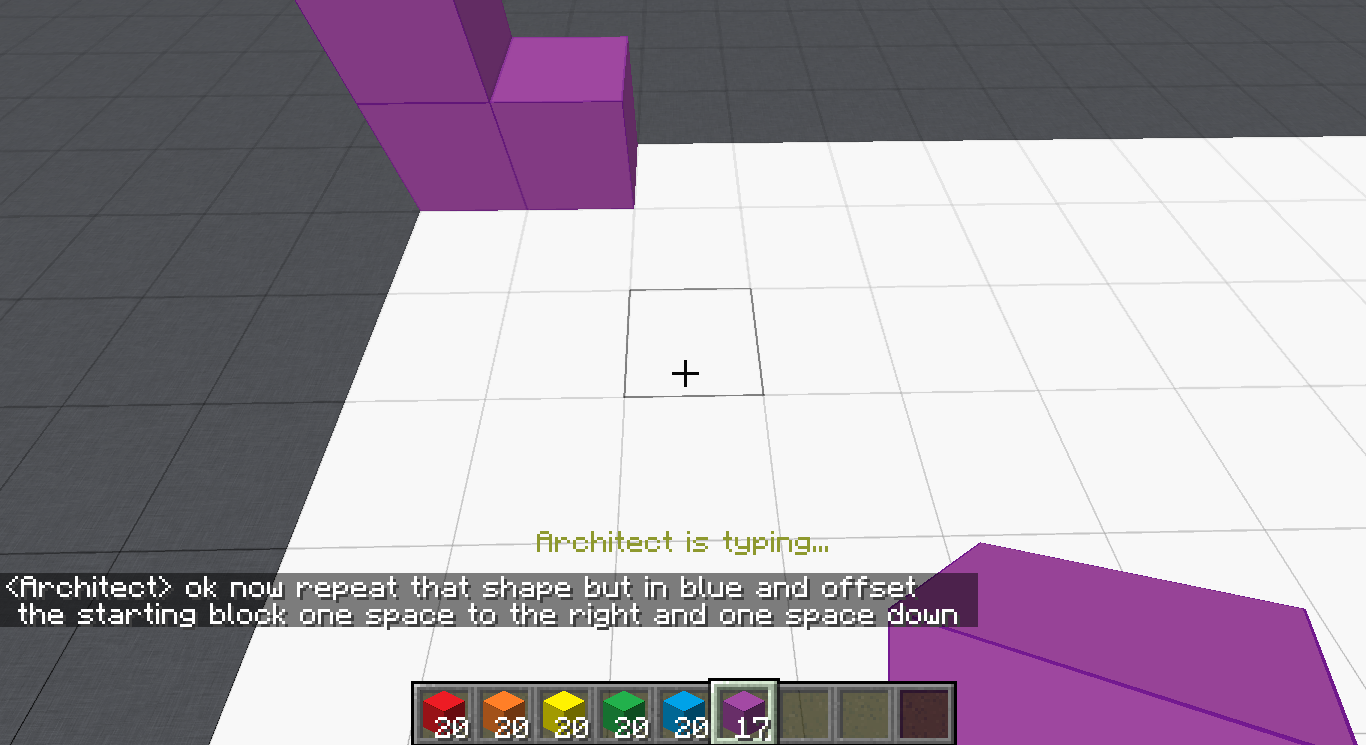 Architect is typing...
<Architect> ok now repeat that shape but in blue and offset
the starting block one space to the right and one space down
20 20 20 20 20 17